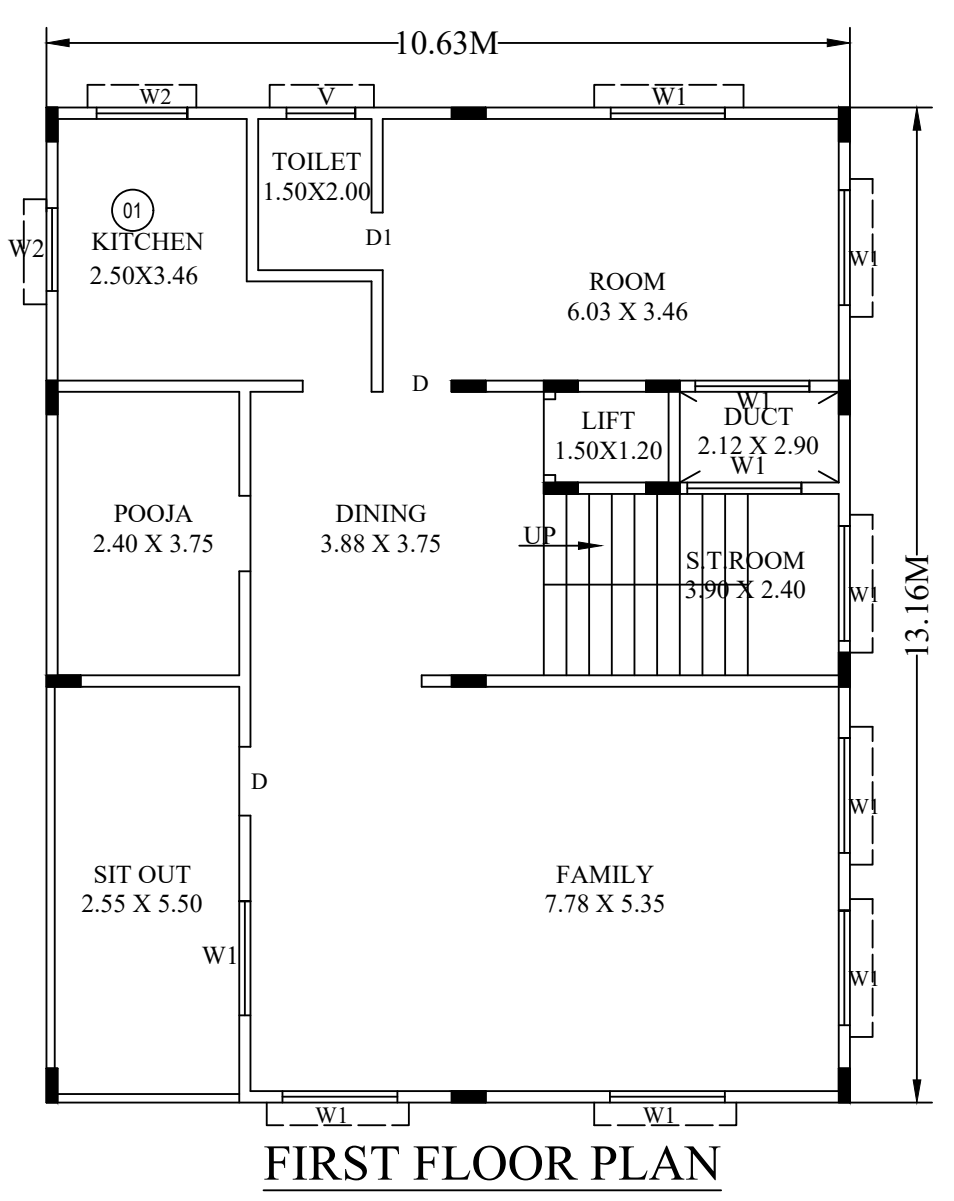 10.63M
W2
V
W1
TOILET
1.50X2.00
01
W2
KITCHEN
2.50X3.46
D1
W1
ROOM
6.03 X 3.46
D
W1
LIFT
1.50X1.20
DUCT
2.12 X 2.90
W1
POOJA
2.40 X 3.75
DINING
3.88 X 3.75
UP
S.T.ROOM
3.90 X 2.40
W1
13.16M
D
W1
SIT OUT
2.55 X 5.50
FAMILY
7.78 X 5.35
W1
W1
W1
W1
FIRST FLOOR PLAN